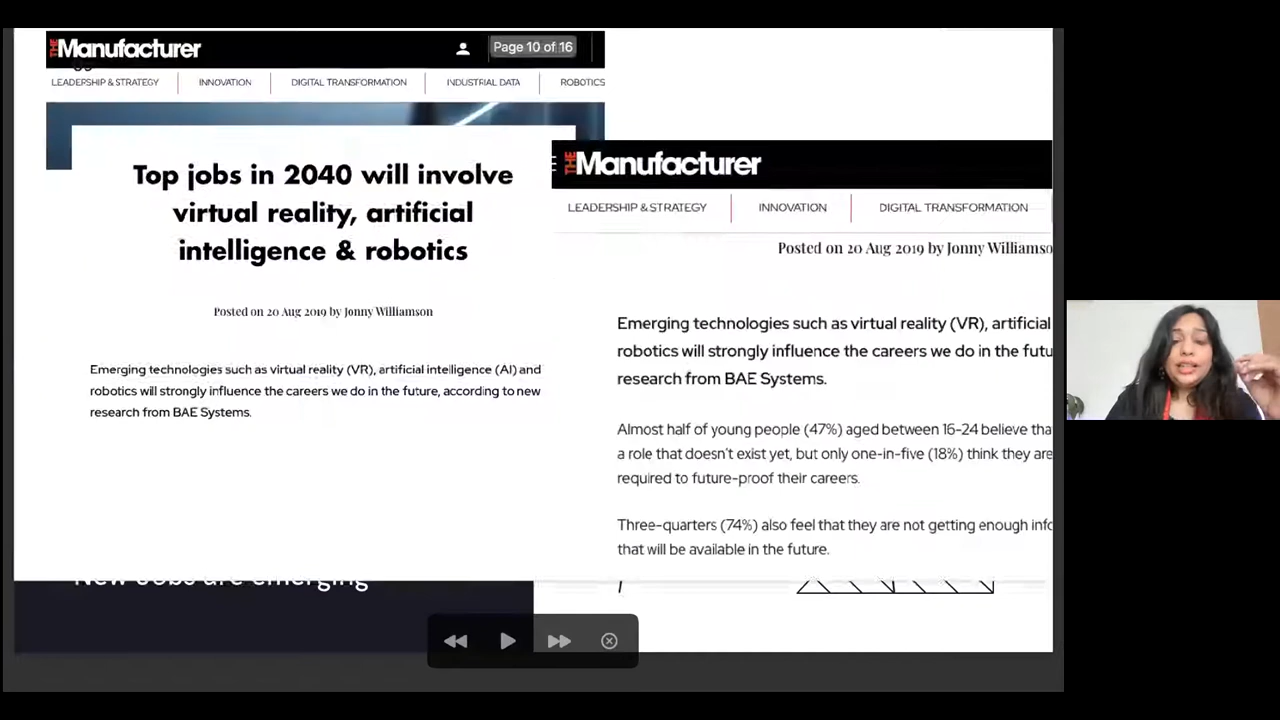 THE Manufacturer
Page 10 of 16
LEADERSHIP & STRATEGY
INNOVATION
DIGITAL TRANSFORMATION
INDUSTRIAL DATA
ROBOTICS
Top jobs in 2040 will involve
virtual reality, artificial
intelligence & robotics
Posted on 20 Aug 2019 by Jonny Williamson
Emerging technologies such as virtual reality (VR), artificial intelligence (AI) and
robotics will strongly influence the careers we do in the future, according to new
research from BAE Systems.
THE Manufacturer
LEADERSHIP & STRATEGY
INNOVATION
DIGITAL TRANSFORMATION
Posted on 20 Aug 2019 by Jonny Williamso
Emerging technologies such as virtual reality (VR), artificial
robotics will strongly influence the careers we do in the futu
research from BAE Systems.
Almost half of young people (47%) aged between 16-24 believe tha
a role that doesn't exist yet, but only one-in-five (18%) think they are
required to future-proof their careers.
Three-quarters (74%) also feel that they are not getting enough info
that will be available in the future.
New Jobs are emerging